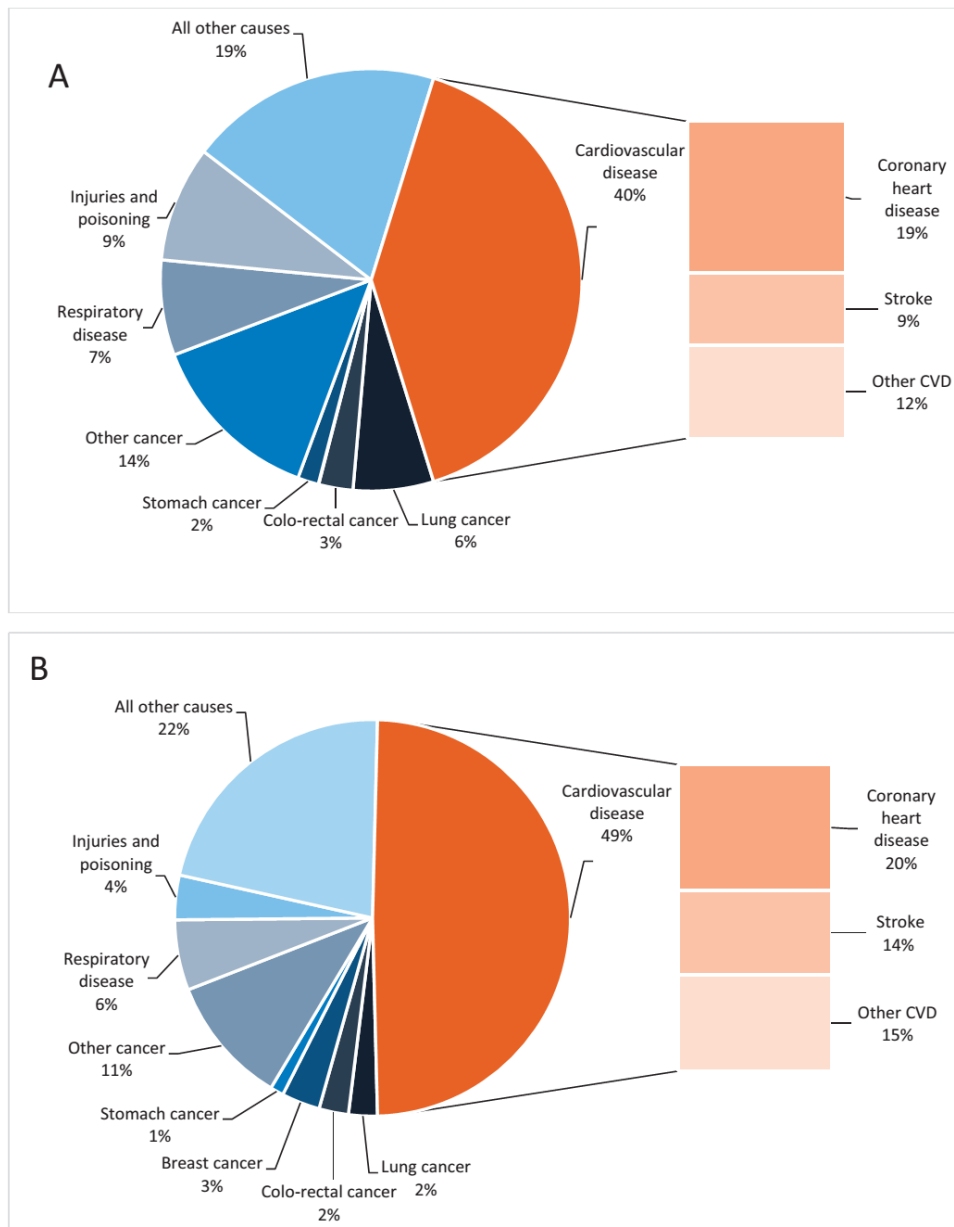 All other causes
19%
A
Cardiovascular
disease
40%
Coronary
heart
disease
19%
Injuries and
poisoning
9%
Stroke
9%
Respiratory
disease
7%
Other CVD
12%
Other cancer
14%
Stomach cancer
2%
Colo-rectal cancer
3%
Lung cancer
6%
B
All other causes
22%
Cardiovascular
disease
49%
Coronary
heart
disease
20%
Injuries and
poisoning
4%
Stroke
14%
Respiratory
disease
6%
Other CVD
15%
Other cancer
11%
Stomach cancer
1%
Breast cancer
3%
Colo-rectal cancer
2%
Lung cancer
2%